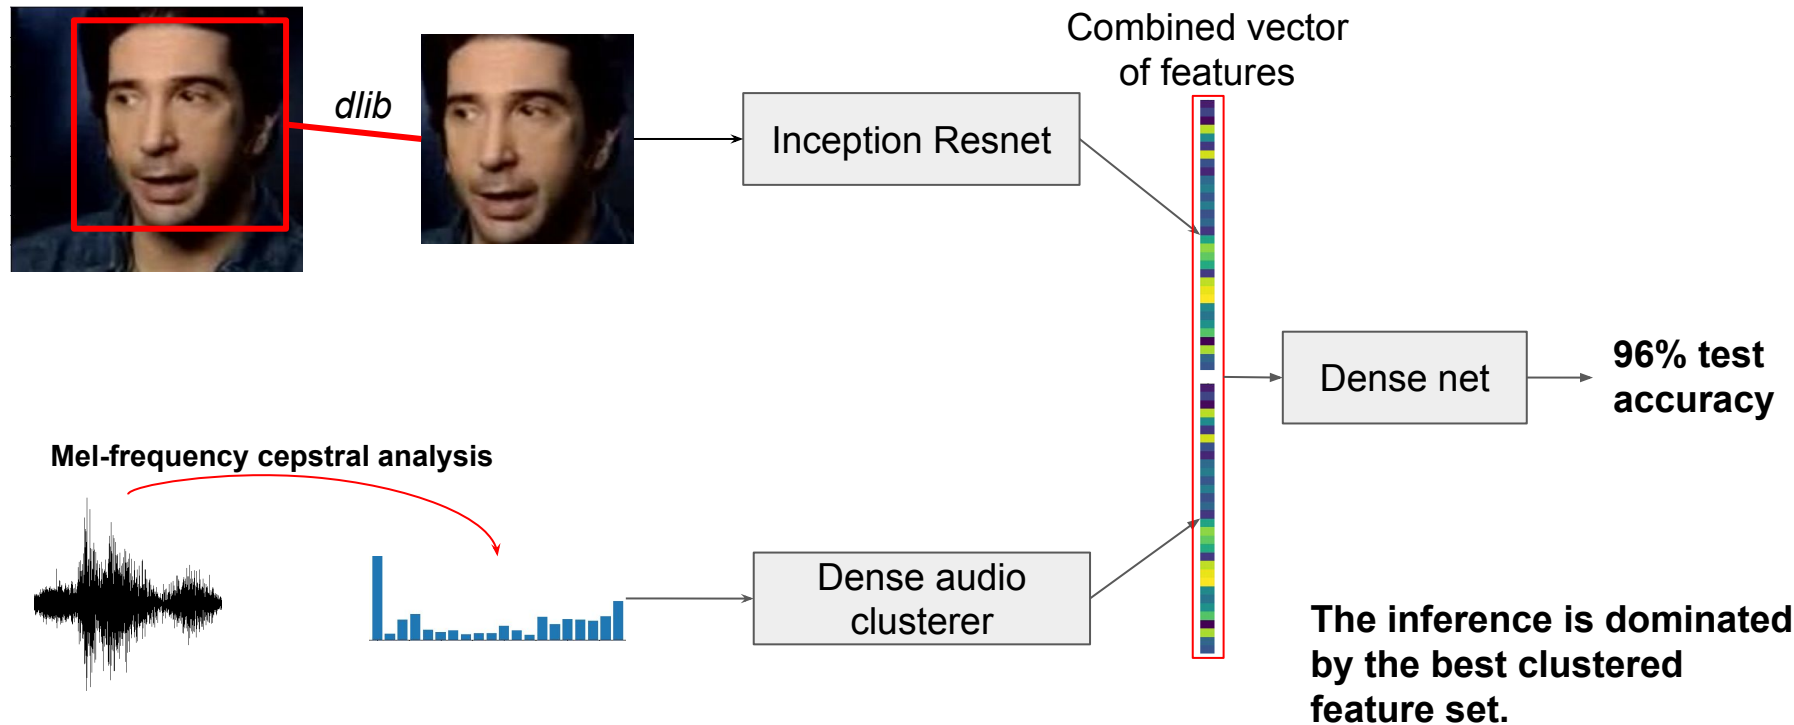 Combined vector
of features
dlib
Inception Resnet
Dense net
96% test
accuracy
Mel-frequency cepstral analysis
Dense audio
clusterer
The inference is dominated
by the best clustered
feature set.